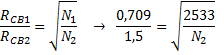 R_CB1/R_CB2 = √(N_1/N_2) → 0,709/1,5 = √(2533/N_2)